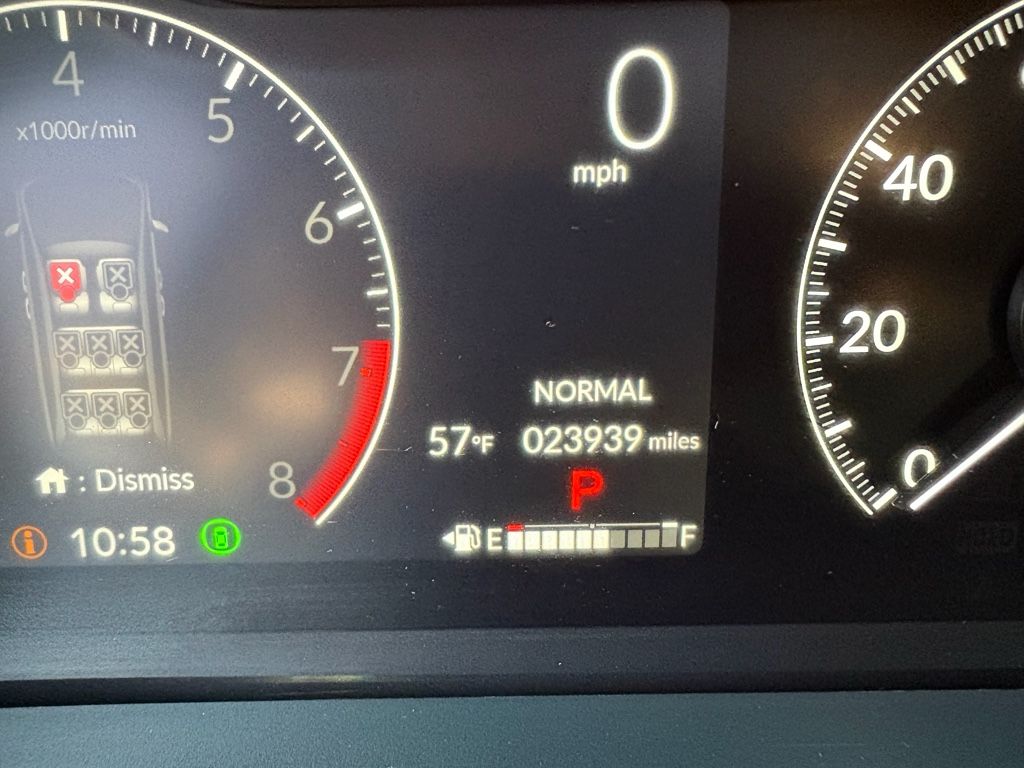 4
x1000r/min
5
6
7
8
: Dismiss
10:58
0
mph
NORMAL
57°F 023939 miles
P
E F
40
20
0